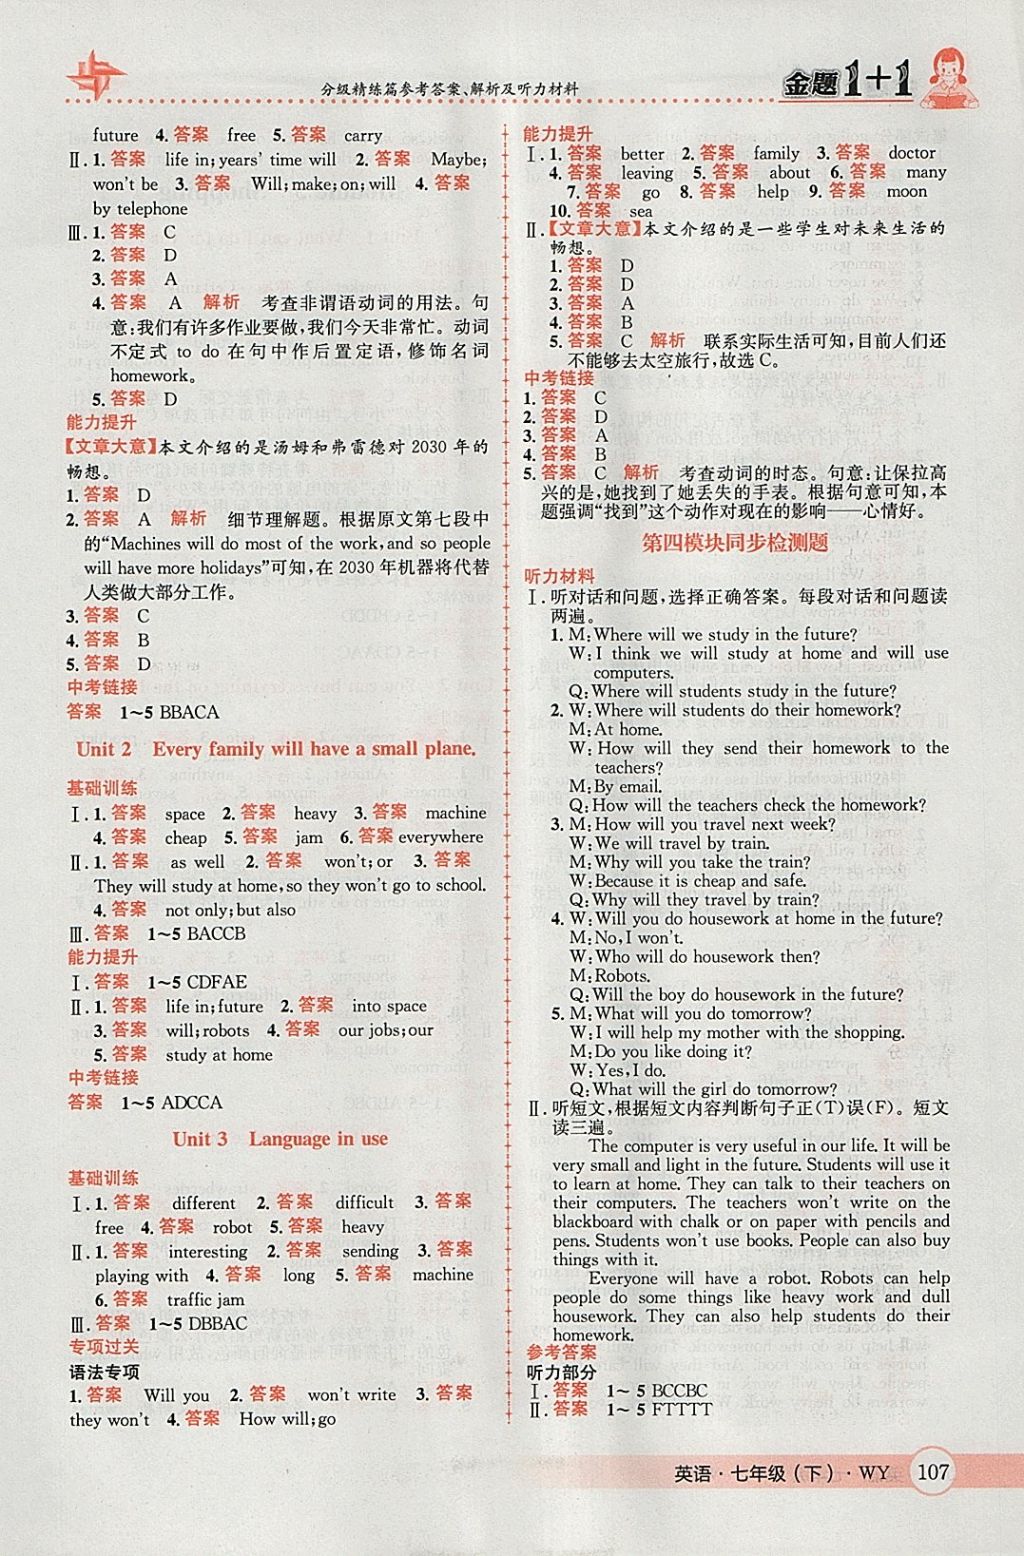 分级精练篇参考答案、解析及听力材料
金题1+1
future 4. 答案 free 5. 答案 carry
Ⅱ. 1. 答案 life in; years' time will 2. 答案 Maybe;
won't be 3. 答案 Will; make; on; will 4. 答案
by telephone
Ⅲ. 1. 答案 C
2. 答案 D
3. 答案 A
4. 答案 A 解析 考查非谓语动词的用法。句
意:我们有许多作业要做,我们今天非常忙。动词
不定式 to do 在句中作后置定语,修饰名词
homework。
5. 答案 D
能力提升
【文章大意】本文介绍的是汤姆和弗雷德对 2030 年的
畅想。
1. 答案 D
2. 答案 A 解析 细节理解题。根据原文第七段中
的“Machines will do most of the work, and so people
will have more holidays”可知,在 2030 年机器将代替
人类做大部分工作。
3. 答案 C
4. 答案 B
5. 答案 D
中考链接
答案 1~5 BBACA
Unit 2 Every family will have a small plane.
基础训练
Ⅰ. 1. 答案 space 2. 答案 heavy 3. 答案 machine
4. 答案 cheap 5. 答案 jam 6. 答案 everywhere
Ⅱ. 1. 答案 as well 2. 答案 won't; or 3. 答案
They will study at home, so they won't go to school.
4. 答案 not only; but also
Ⅲ. 答案 1~5 BACCB
能力提升
Ⅰ. 答案 1~5 CDFAE
Ⅱ. 1. 答案 life in; future 2. 答案 into space
3. 答案 will; robots 4. 答案 our jobs; our
5. 答案 study at home
中考链接
答案 1~5 ADCCA
Unit 3 Language in use
基础训练
Ⅰ. 1. 答案 different 2. 答案 difficult 3. 答案
free 4. 答案 robot 5. 答案 heavy
Ⅱ. 1. 答案 interesting 2. 答案 sending 3. 答案
playing with 4. 答案 long 5. 答案 machine
6. 答案 traffic jam
Ⅲ. 答案 1~5 DBBAC
专项过关
语法专项
1. 答案 Will you 2. 答案 won't write 3. 答案
they won't 4. 答案 How will; go
能力提升
Ⅰ. 1. 答案 better 2. 答案 family 3. 答案 doctor
4. 答案 leaving 5. 答案 about 6. 答案 many
7. 答案 go 8. 答案 help 9. 答案 moon
10. 答案 sea
Ⅱ.【文章大意】本文介绍的是一些学生对未来生活的
畅想。
1. 答案 D
2. 答案 D
3. 答案 A
4. 答案 B
5. 答案 C 解析 联系实际生活可知,目前人们还
不能够去太空旅行,故选 C。
中考链接
1. 答案 C
2. 答案 D
3. 答案 A
4. 答案 B
5. 答案 C 解析 考查动词的时态。句意:让保拉高
兴的是,她找到了她丢失的手表。根据句意可知,本
题强调“找到”这个动作对现在的影响——心情好。
第四模块同步检测题
听力材料
Ⅰ. 听对话和问题,选择正确答案。每段对话和问题读
两遍。
1. M: Where will we study in the future?
W: I think we will study at home and will use
computers.
Q: Where will students study in the future?
2. W: Where will students do their homework?
M: At home.
W: How will they send their homework to the
teachers?
M: By email.
Q: How will the teachers check the homework?
3. M: How will you travel next week?
W: We will travel by train.
M: Why will you take the train?
W: Because it is cheap and safe.
Q: Why will they travel by train?
4. W: Will you do housework at home in the future?
M: No, I won't.
W: Who will do housework then?
M: Robots.
Q: Will the boy do housework in the future?
5. M: What will you do tomorrow?
W: I will help my mother with the shopping.
M: Do you like doing it?
W: Yes, I do.
Q: What will the girl do tomorrow?
Ⅱ. 听短文,根据短文内容判断句子正(T)误(F)。短文
读三遍。
The computer is very useful in our life. It will be
very small and light in the future. Students will use it
to learn at home. They can talk to their teachers on
their computers. The teachers won't write on the
blackboard with chalk or on paper with pencils and
pens. Students won't use books. People can also buy
things with it.
Everyone will have a robot. Robots can help
people do some things like heavy work and dull
housework. They can also help students do their
homework.
参考答案
听力部分
Ⅰ. 答案 1~5 BCCBC
Ⅱ. 答案 1~5 FTTTT
英语·七年级(下)·WY 107